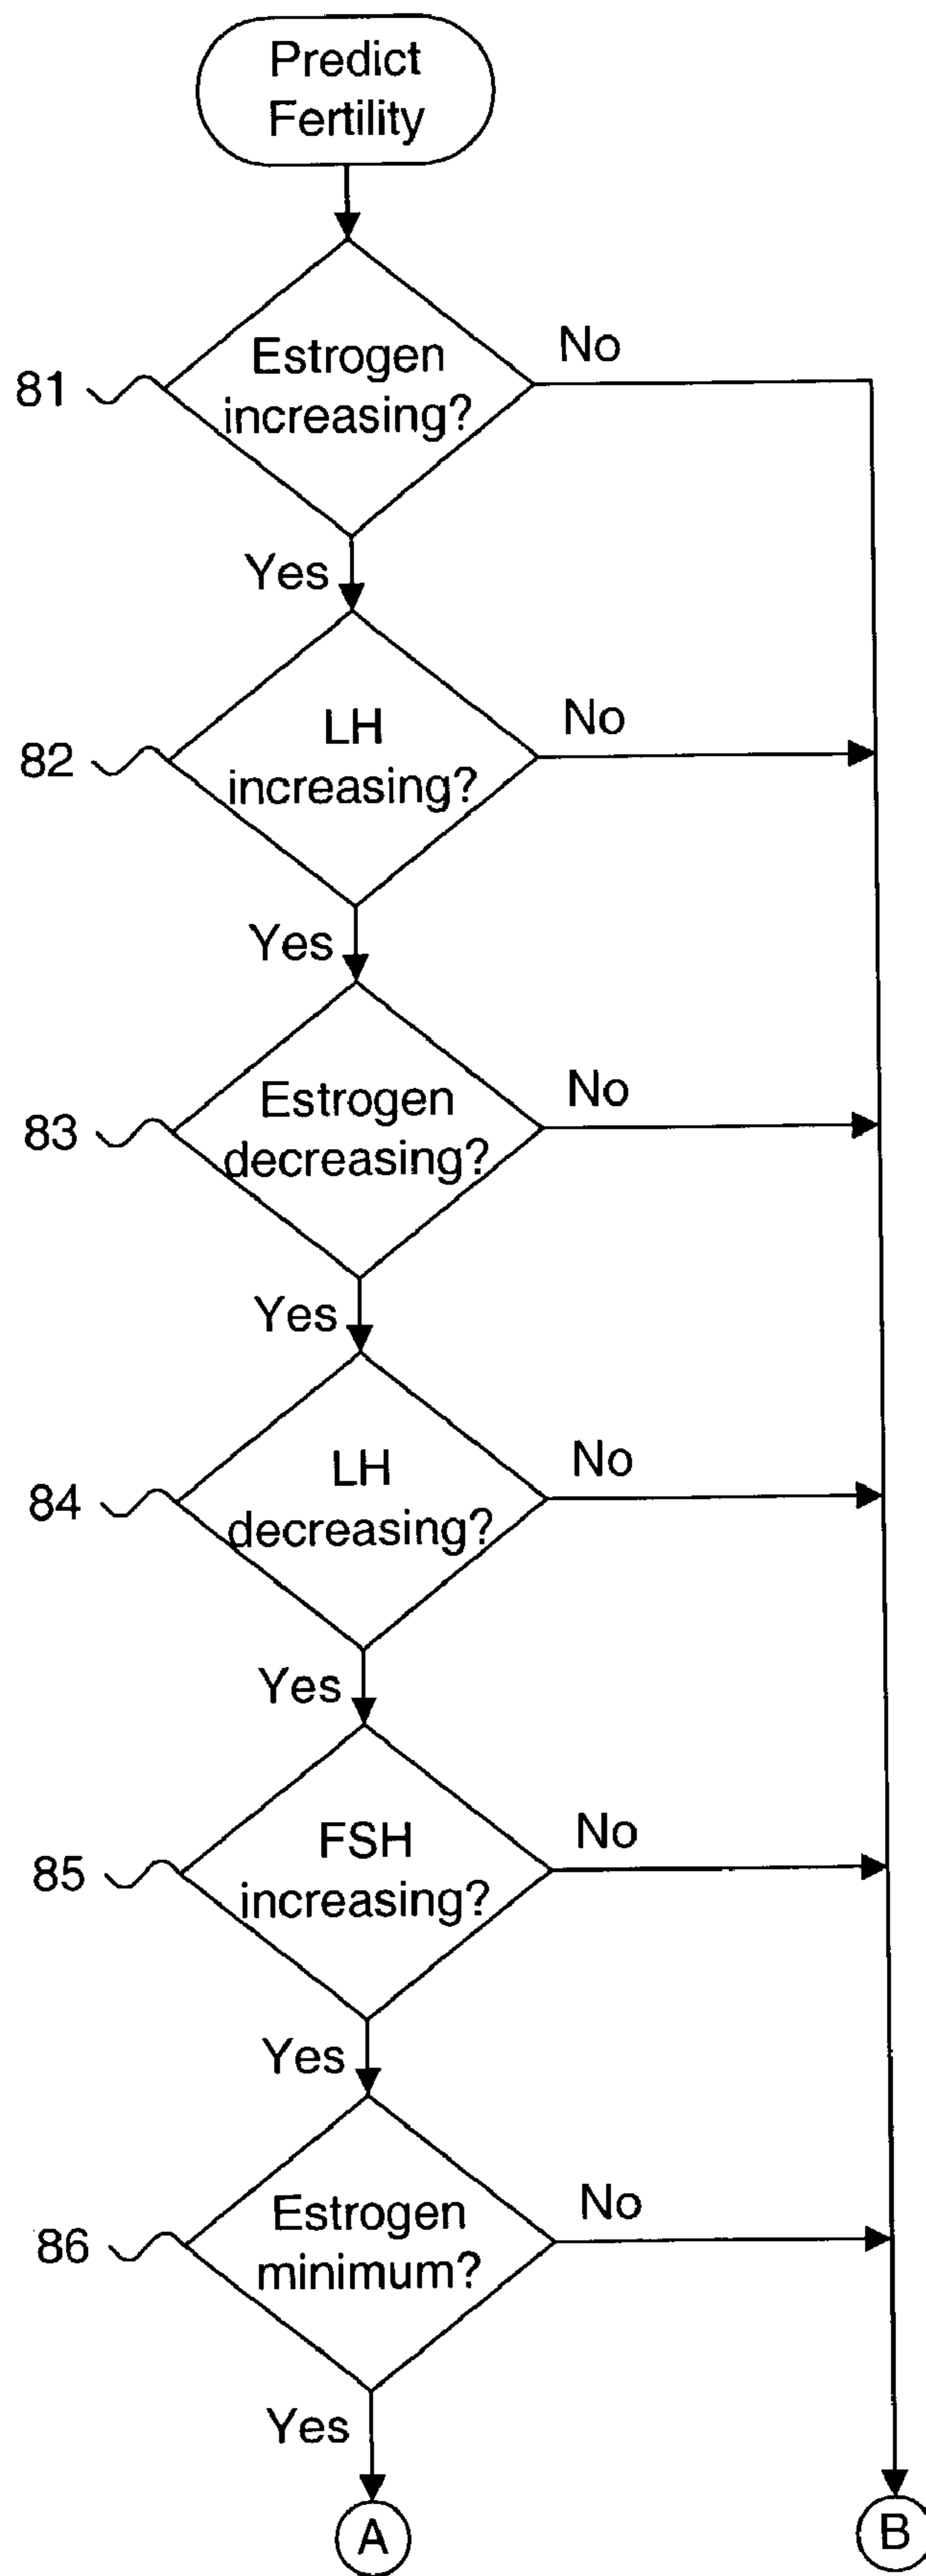 Predict
Fertility
Estrogen
increasing?
No
81
Yes
LH
increasing?
No
82
Yes
Estrogen
decreasing?
No
83
Yes
LH
decreasing?
No
84
Yes
FSH
increasing?
No
85
Yes
Estrogen
minimum?
No
86
Yes
A
B